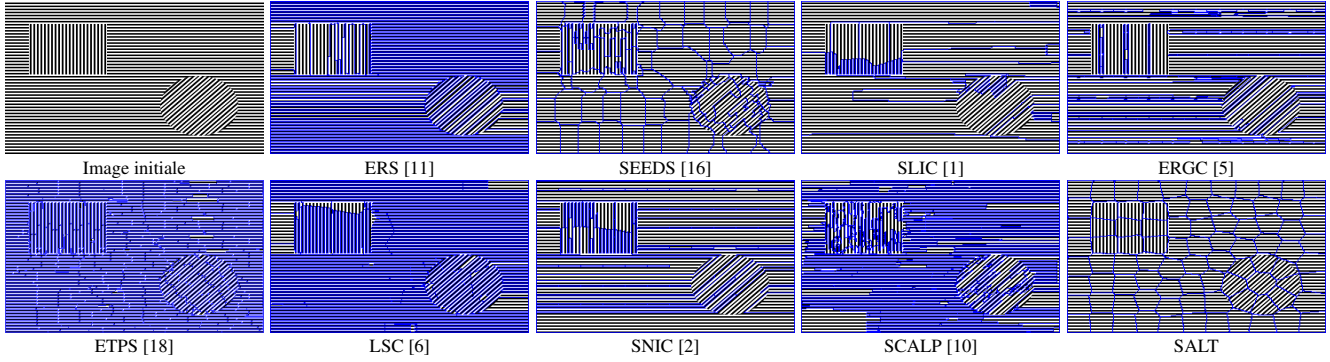 Image initiale ERS [11] SEEDS [16] SLIC [1] ERGC [5]
ETPS [18] LSC [6] SNIC [2] SCALP [10] SALT